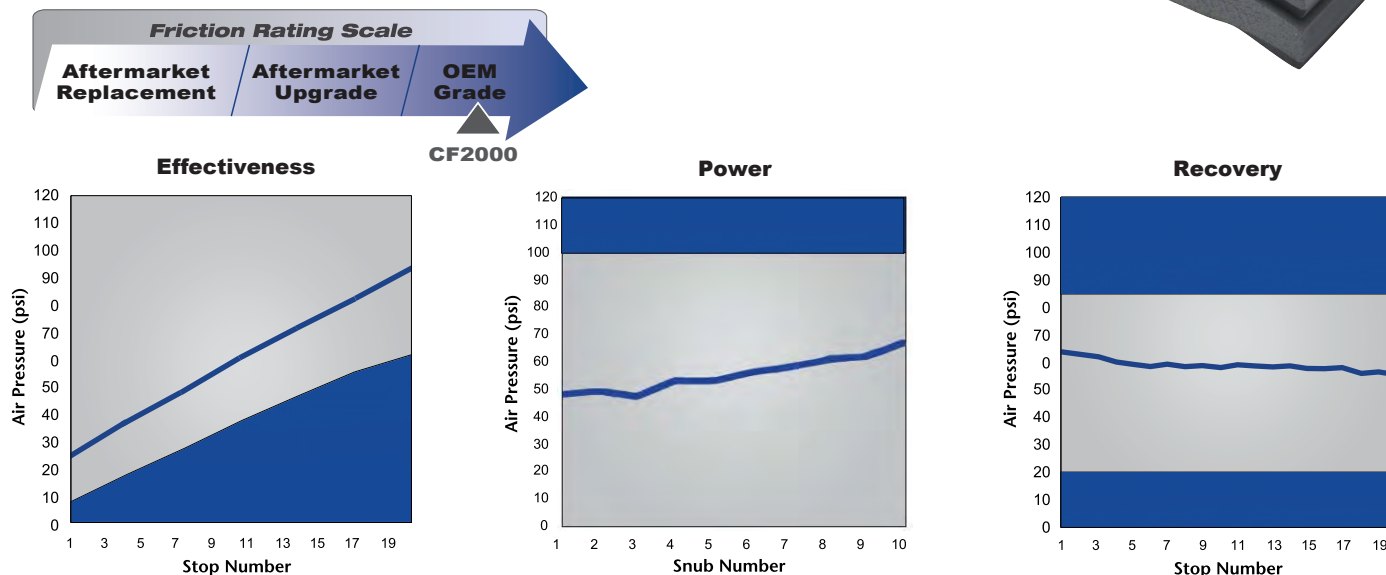 Friction Rating Scale
Aftermarket
Replacement
Aftermarket
Upgrade
OEM
Grade
CF2000
Effectiveness
120
110
100
90
0
70
0
50
40
30
20
10
0
Air Pressure (psi)
1 3 5 7 9 11 13 15 17 19
Stop Number
Power
120
110
100
90
80
70
60
50
40
30
20
10
0
Air Pressure (psi)
1 2 3 4 5 6 7 8 9 10
Snub Number
Recovery
120
110
100
90
0
70
0
50
40
30
20
10
0
Air Pressure (psi)
1 3 5 7 9 11 13 15 17 19
Stop Number